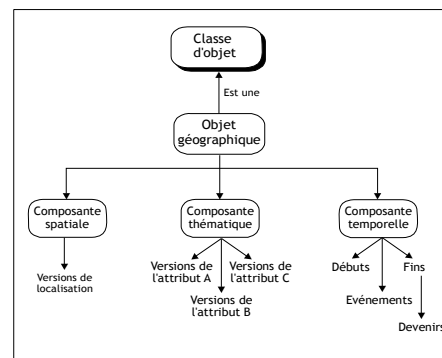 Classe
d'objet
Est une
Objet
géographique
Composante
spatiale
Composante
thématique
Composante
temporelle
Versions de
localisation
Versions de
l'attribut A
Versions de
l'attribut C
Versions de
l'attribut B
Débuts
Fins
Evénements
Devenirs